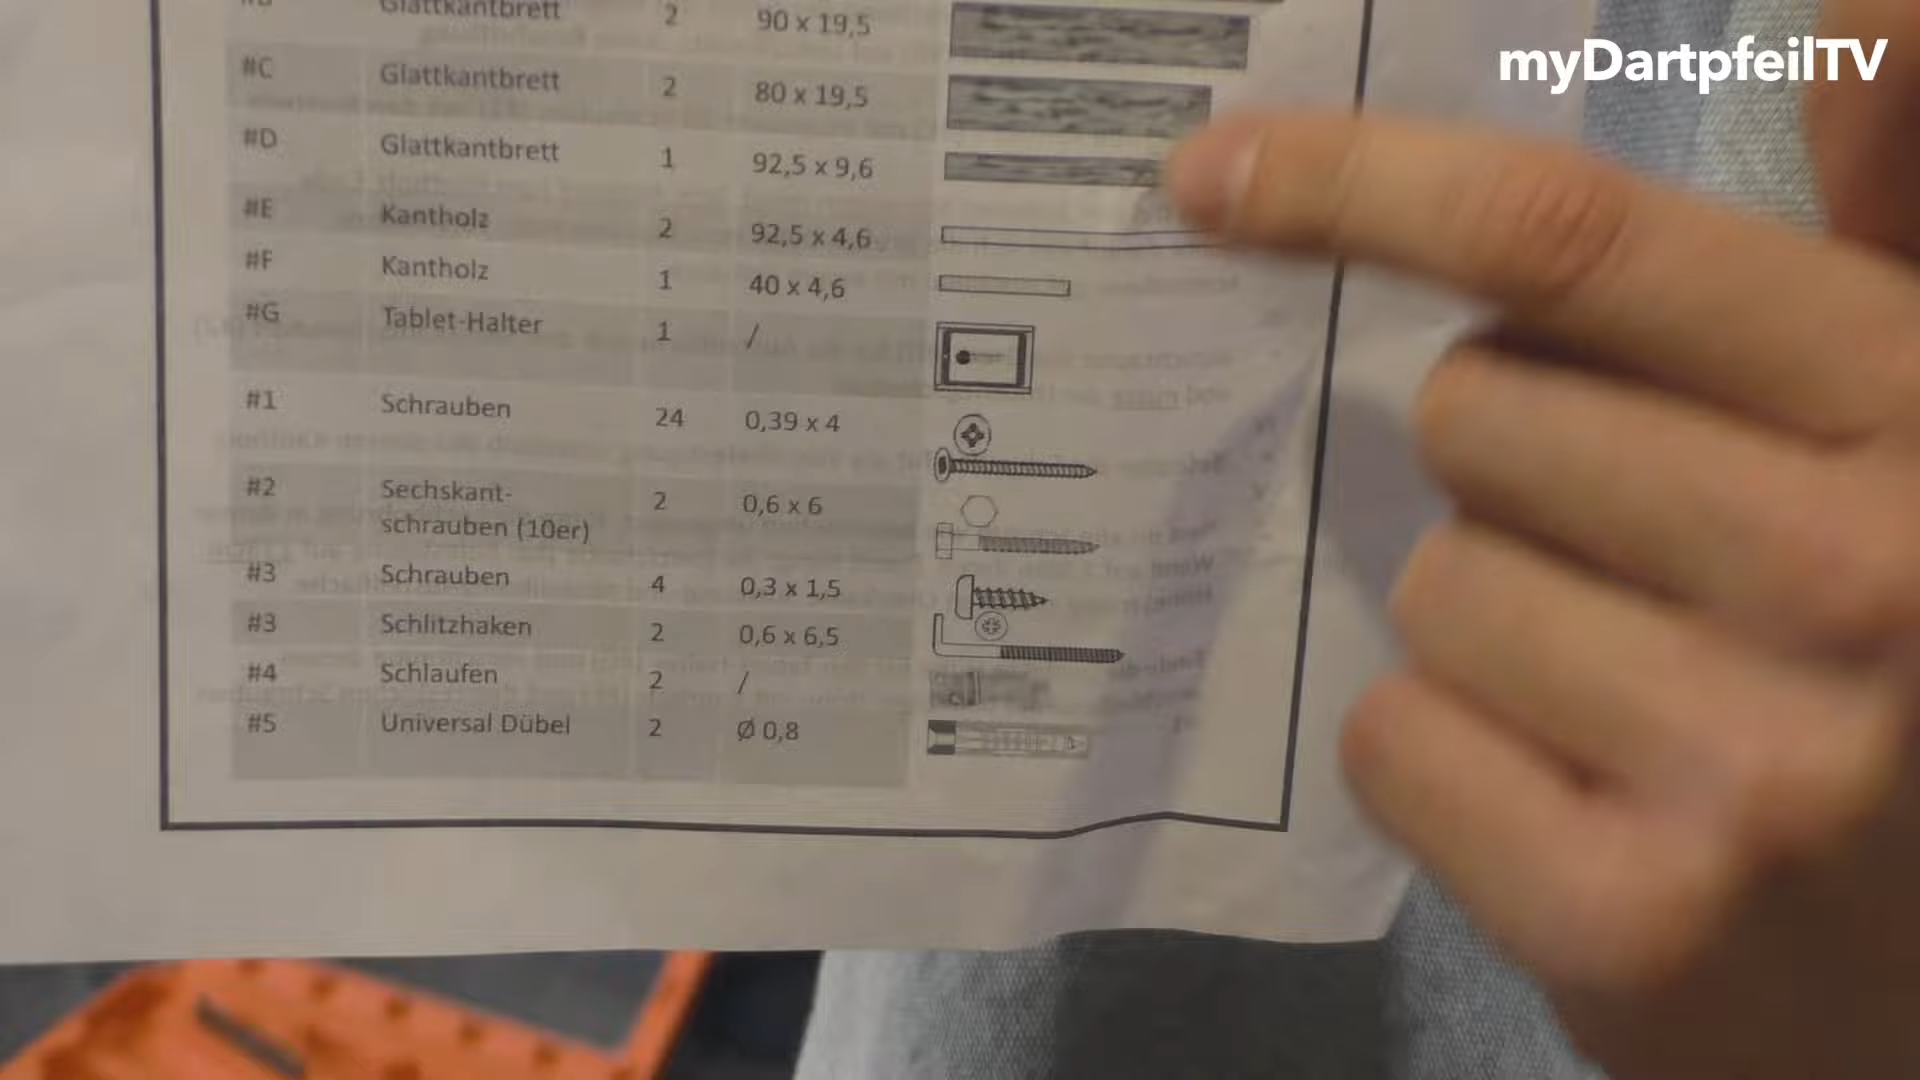 myDartpfeilTV
Glattkantbrett 2 90 x 19,5
#C Glattkantbrett 2 80 x 19,5
#D Glattkantbrett 1 92,5 x 9,6
#E Kantholz 2 92,5 x 4,6
#F Kantholz 1 40 x 4,6
#G Tablet-Halter 1 /
#1 Schrauben 24 0,39 x 4
#2 Sechskant- 2 0,6 x 6
schrauben (10er)
#3 Schrauben 4 0,3 x 1,5
#3 Schlitzhaken 2 0,6 x 6,5
#4 Schlaufen 2 /
#5 Universal Dübel 2 Ø 0,8